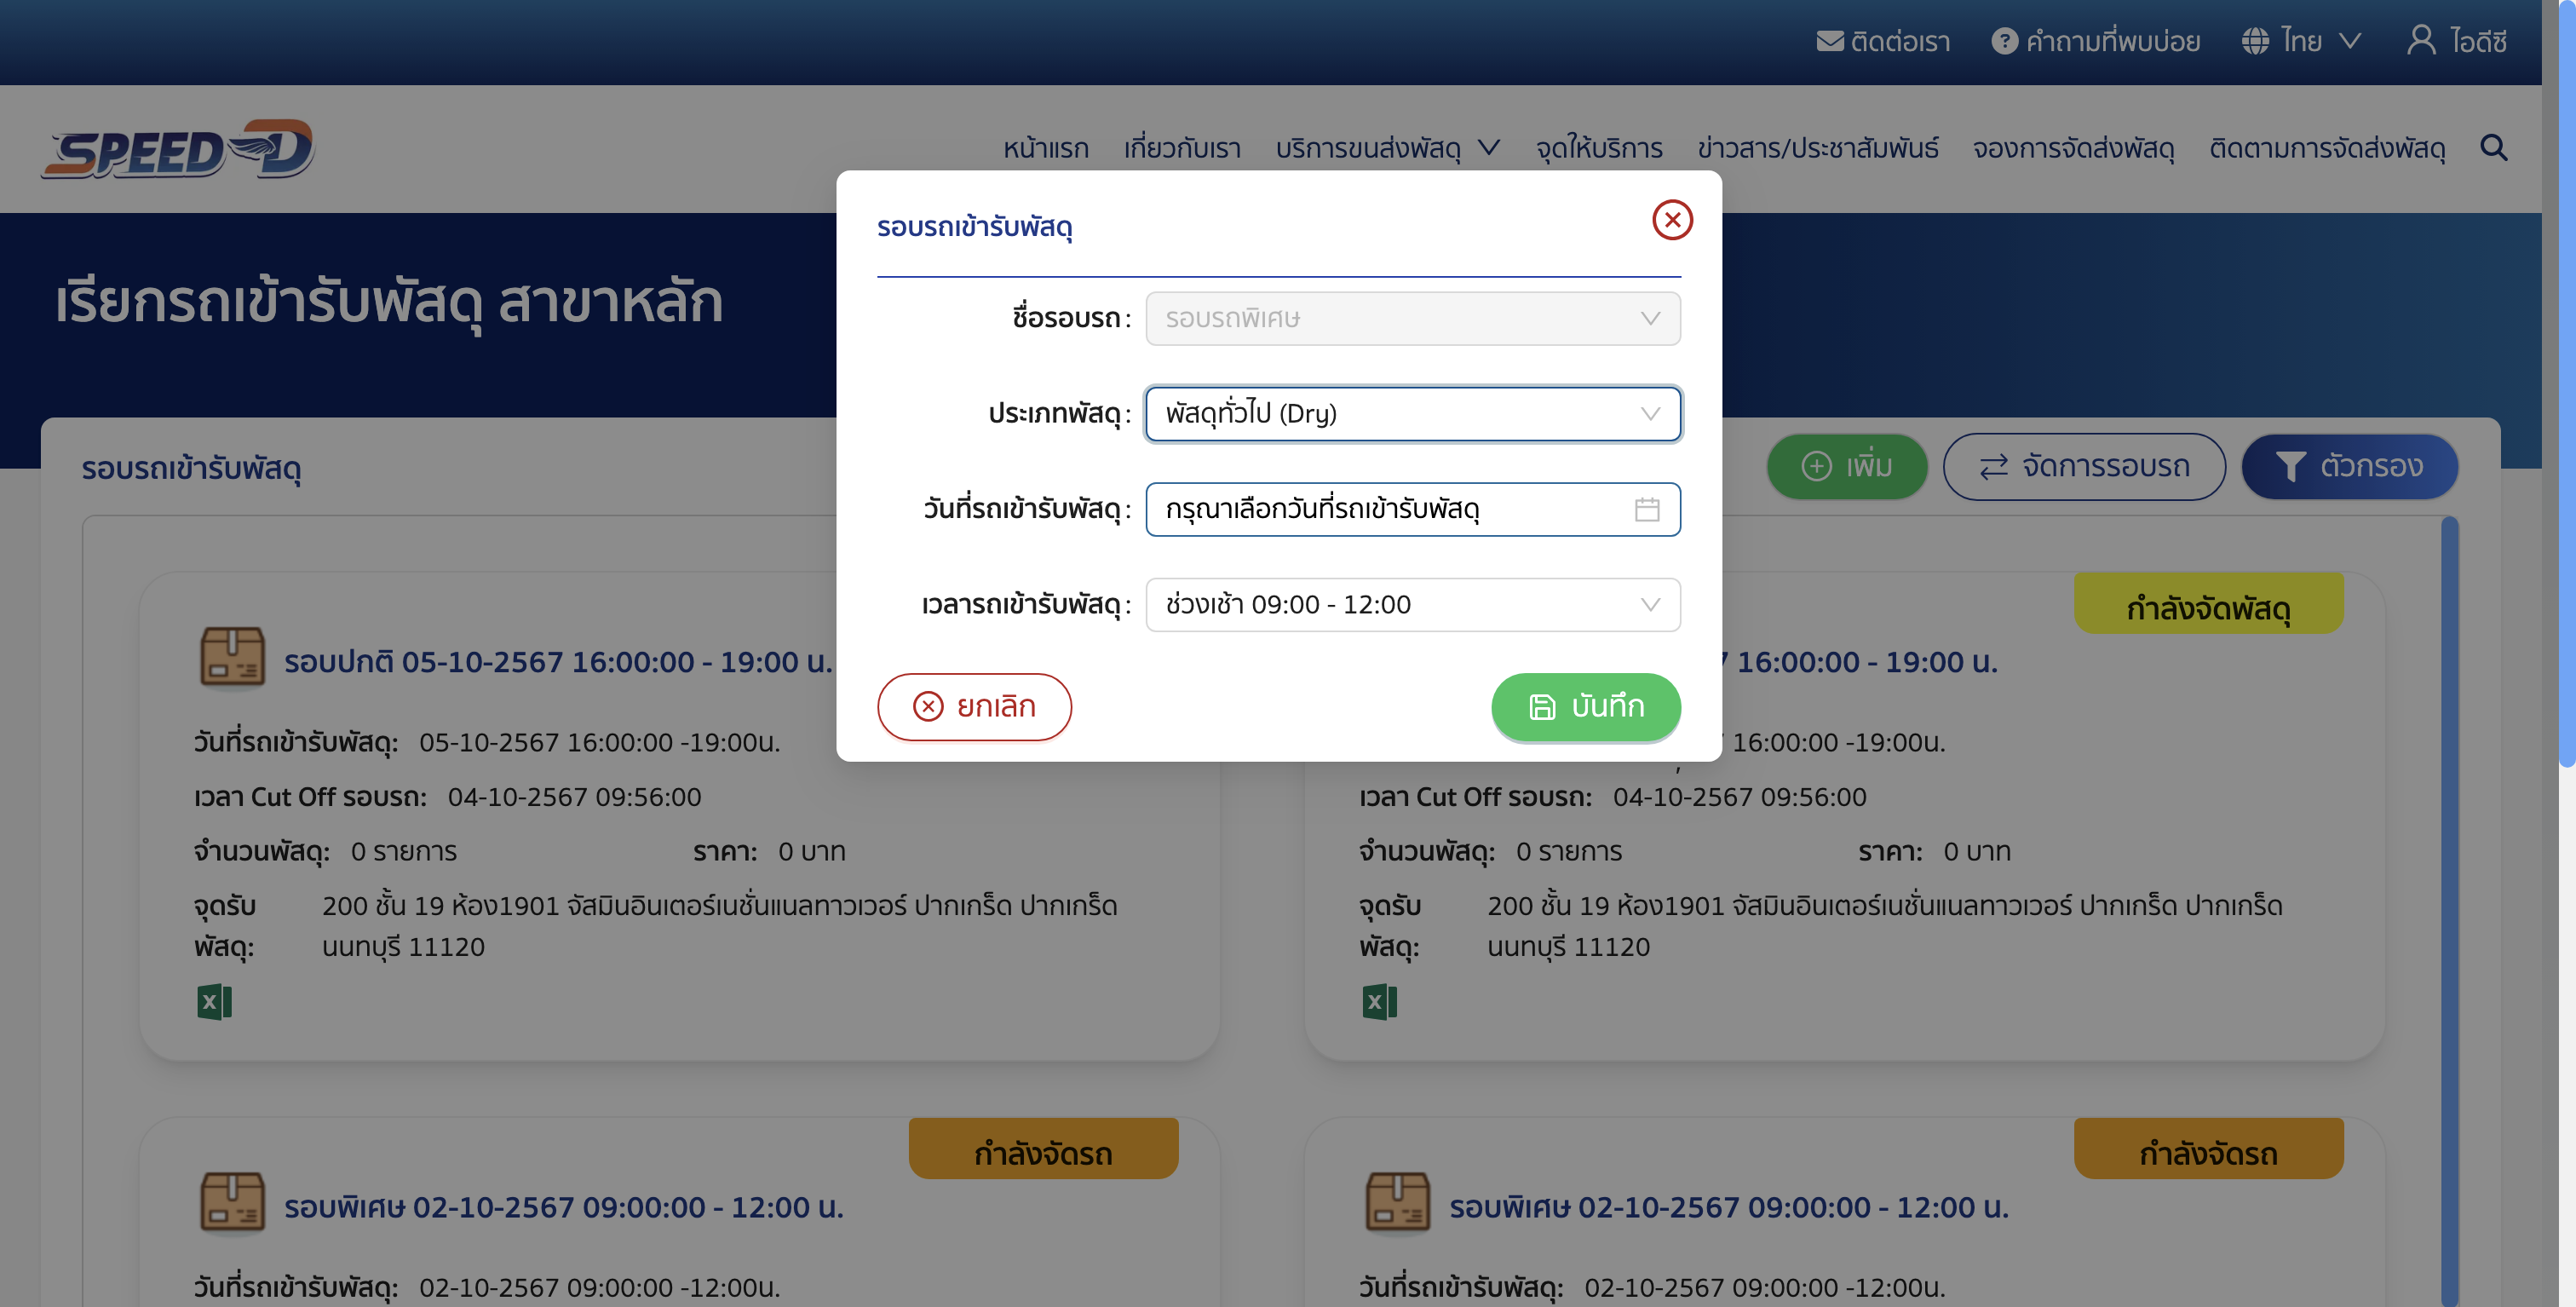 ติดต่อเรา คำถามที่พบบ่อย ไทย ไอดีซี
SPEED-D
หน้าแรก เกี่ยวกับเรา บริการขนส่งพัสดุ จุดให้บริการ ข่าวสาร/ประชาสัมพันธ์ จองการจัดส่งพัสดุ ติดตามการจัดส่งพัสดุ
เรียกรถเข้ารับพัสดุ สาขาหลัก
รอบรถเข้ารับพัสดุ
ชื่อรอบรถ : รอบรถพิเศษ
ประเภทพัสดุ : พัสดุทั่วไป (Dry)
วันที่รถเข้ารับพัสดุ : กรุณาเลือกวันที่รถเข้ารับพัสดุ
เวลารถเข้ารับพัสดุ : ช่วงเช้า 09:00 - 12:00
ยกเลิก บันทึก
รอบรถเข้ารับพัสดุ เพิ่ม จัดการรอบรถ ตัวกรอง
รอบปกติ 05-10-2567 16:00:00 - 19:00 น.
วันที่รถเข้ารับพัสดุ: 05-10-2567 16:00:00 -19:00น.
เวลา Cut Off รอบรถ: 04-10-2567 09:56:00
จำนวนพัสดุ: 0 รายการ ราคา: 0 บาท
จุดรับ 200 ชั้น 19 ห้อง1901 จัสมินอินเตอร์เนชั่นแนลทาวเวอร์ ปากเกร็ด ปากเกร็ด
พัสดุ: นนทบุรี 11120
กำลังจัดพัสดุ
16:00:00 - 19:00 น.
16:00:00 -19:00น.
เวลา Cut Off รอบรถ: 04-10-2567 09:56:00
จำนวนพัสดุ: 0 รายการ ราคา: 0 บาท
จุดรับ 200 ชั้น 19 ห้อง1901 จัสมินอินเตอร์เนชั่นแนลทาวเวอร์ ปากเกร็ด ปากเกร็ด
พัสดุ: นนทบุรี 11120
กำลังจัดรถ
รอบพิเศษ 02-10-2567 09:00:00 - 12:00 น.
วันที่รถเข้ารับพัสดุ: 02-10-2567 09:00:00 -12:00น.
กำลังจัดรถ
รอบพิเศษ 02-10-2567 09:00:00 - 12:00 น.
วันที่รถเข้ารับพัสดุ: 02-10-2567 09:00:00 -12:00น.